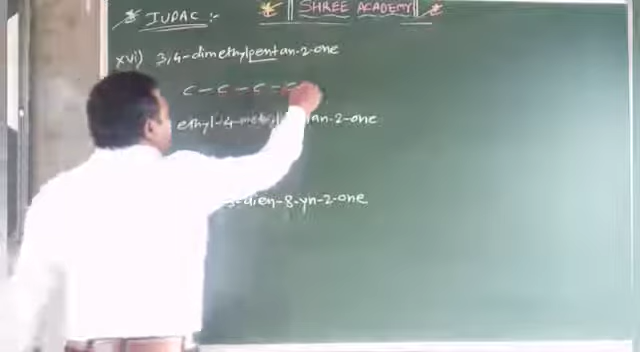 IUPAC :-
SHREE ACADEMY
xvi) 3,4-dimethylpentan-2-one
C - C - C - C
ethyl-4-methyl an-2-one
-dien-8-yn-2-one